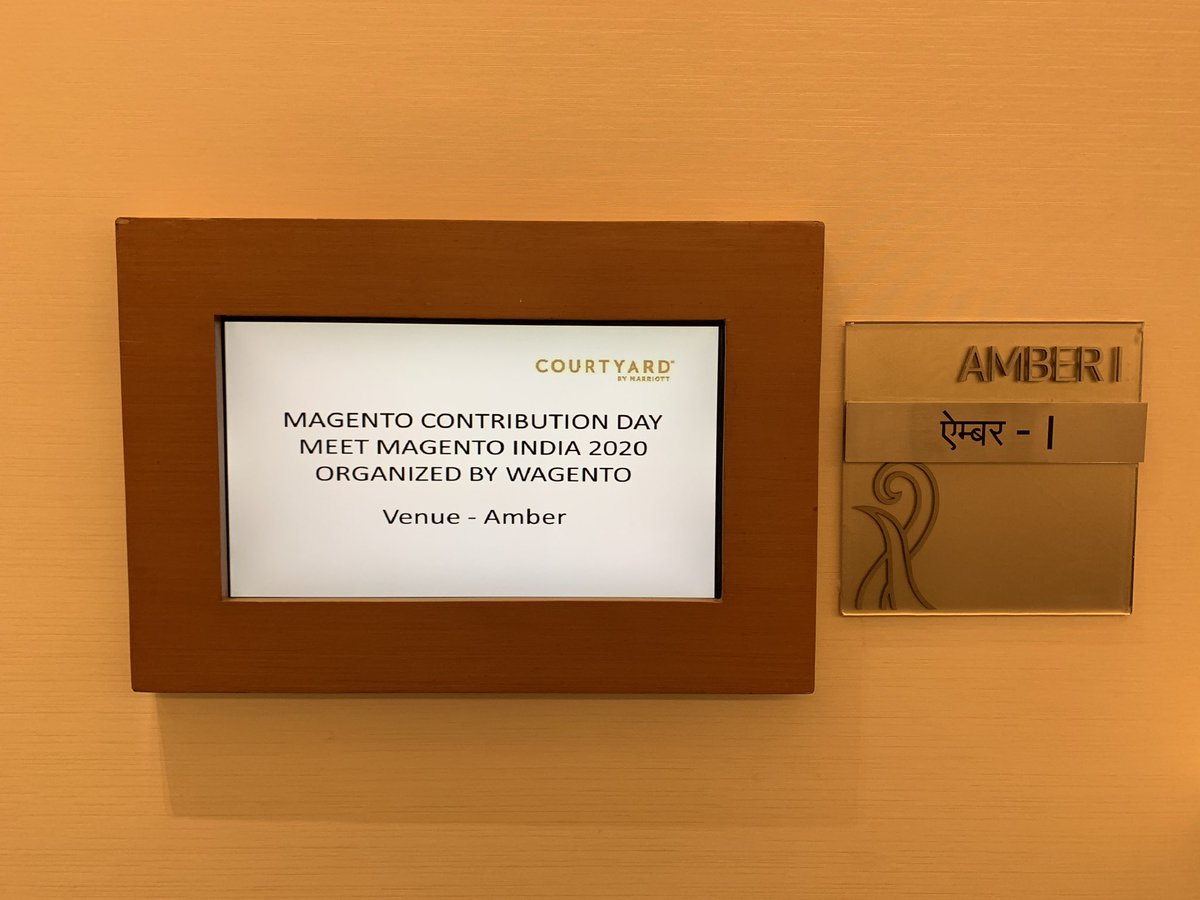 COURTYARD
BY MARRIOTT
MAGENTO CONTRIBUTION DAY
MEET MAGENTO INDIA 2020
ORGANIZED BY WAGENTO
Venue - Amber
AMBER I
ऐम्बर - I